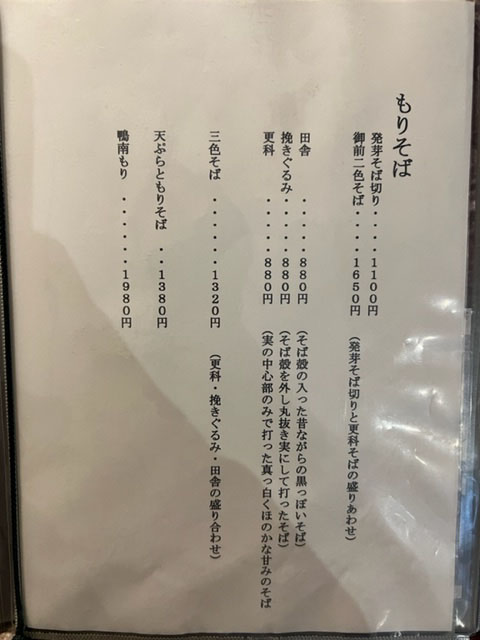 もりそば
発芽そば切り・・・・1100円
御前二色そば・・・・1650円 (発芽そば切りと更科そばの盛りあわせ)
田舎 ・・・・・880円 (そば殻の入った昔ながらの黒っぽいそば)
挽きぐるみ・・・・・880円 (そば殻を外し丸抜き実にして打ったそば)
更科 ・・・・・・880円 (実の中心部のみで打った真っ白くほのかな甘みのそば
三色そば ・・・・・・1320円 (更科・挽きぐるみ・田舎の盛り合わせ)
天ぷらともりそば ・・1380円
鴨南もり ・・・・・・1980円